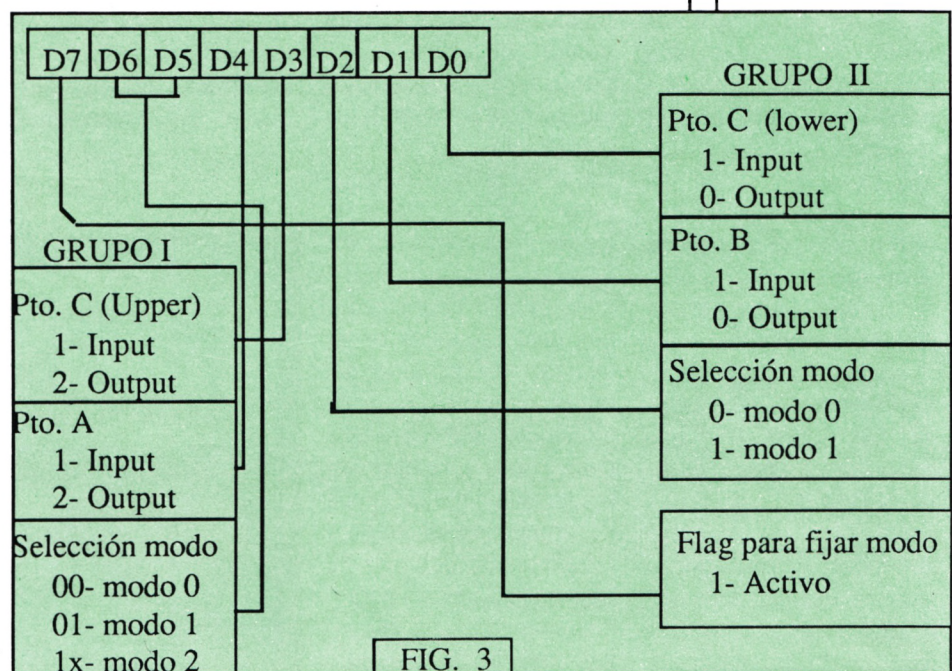 D7 D6 D5 D4 D3 D2 D1 D0
GRUPO I
Pto. C (Upper)
1- Input
2- Output
Pto. A
1- Input
2- Output
Selección modo
00- modo 0
01- modo 1
1x- modo 2
GRUPO II
Pto. C (lower)
1- Input
0- Output
Pto. B
1- Input
0- Output
Selección modo
0- modo 0
1- modo 1
Flag para fijar modo
1- Activo
FIG. 3